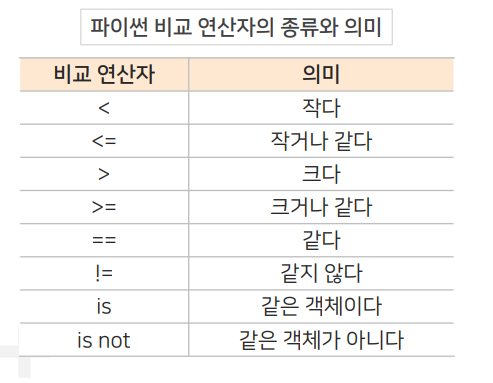 파이썬 비교 연산자의 종류와 의미
비교 연산자 의미
< 작다
<= 작거나 같다
> 크다
>= 크거나 같다
== 같다
!= 같지 않다
is 같은 객체이다
is not 같은 객체가 아니다